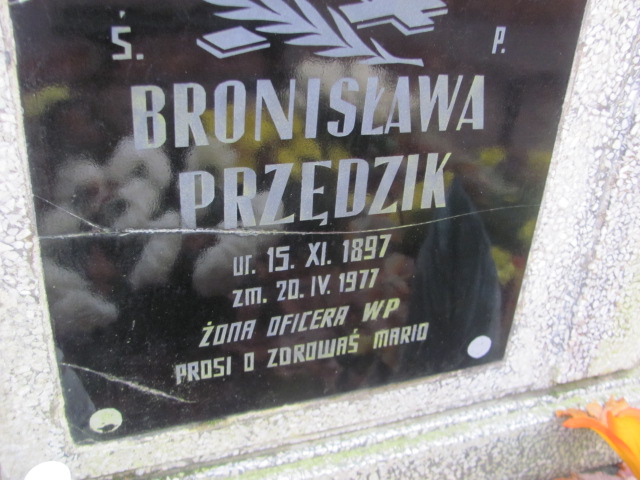 Ś. P.
BRONISŁAWA
PRZĘDZIK
ur. 15. XI. 1897
zm. 20. IV. 1977
ŻONA OFICERA WP
PROSI O ZDROWAŚ MARIO